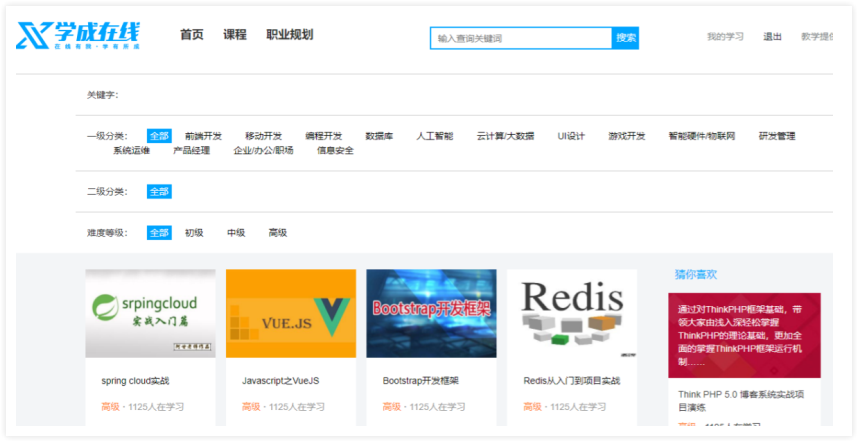 学成在线
在线有限·学有所成
首页 课程 职业规划
输入查询关键词 搜索
我的学习 退出
关键字：
一级分类： 全部 前端开发 移动开发 编程开发 数据库 人工智能 云计算/大数据 UI设计 游戏开发 智能硬件/物联网 研发管理
系统运维 产品经理 企业/办公/职场 信息安全
二级分类： 全部
难度等级： 全部 初级 中级 高级
猜你喜欢
srpingcloud
实战入门篇
VUE.JS
Bootstrap开发框架
Redis
通过对ThinkPHP框架基础，带
领大家由浅入深轻松掌握
ThinkPHP的理论基础，更加全
面的掌握ThinkPHP框架运行机
制……
spring cloud实战
Javascript之VueJS
Bootstrap开发框架
Redis从入门到项目实战
Think PHP 5.0 博客系统实战项
目演练
高级 · 1125人在学习
高级 · 1125人在学习
高级 · 1125人在学习
高级 · 1125人在学习
高级 · 1125人在学习